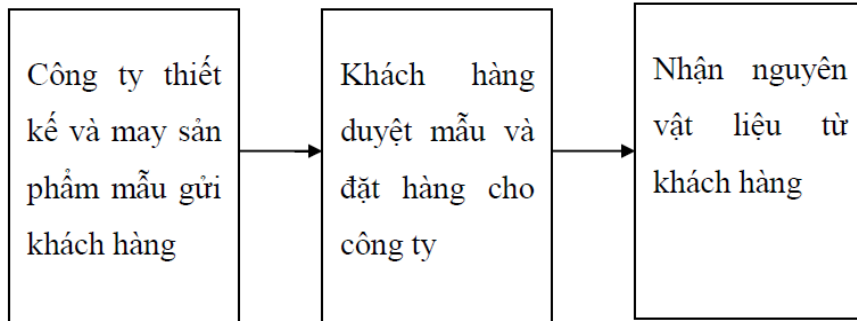 Công ty thiết
kế và may sản
phẩm mẫu gửi
khách hàng
Khách hàng
duyệt mẫu và
đặt hàng cho
công ty
Nhận nguyên
vật liệu từ
khách hàng